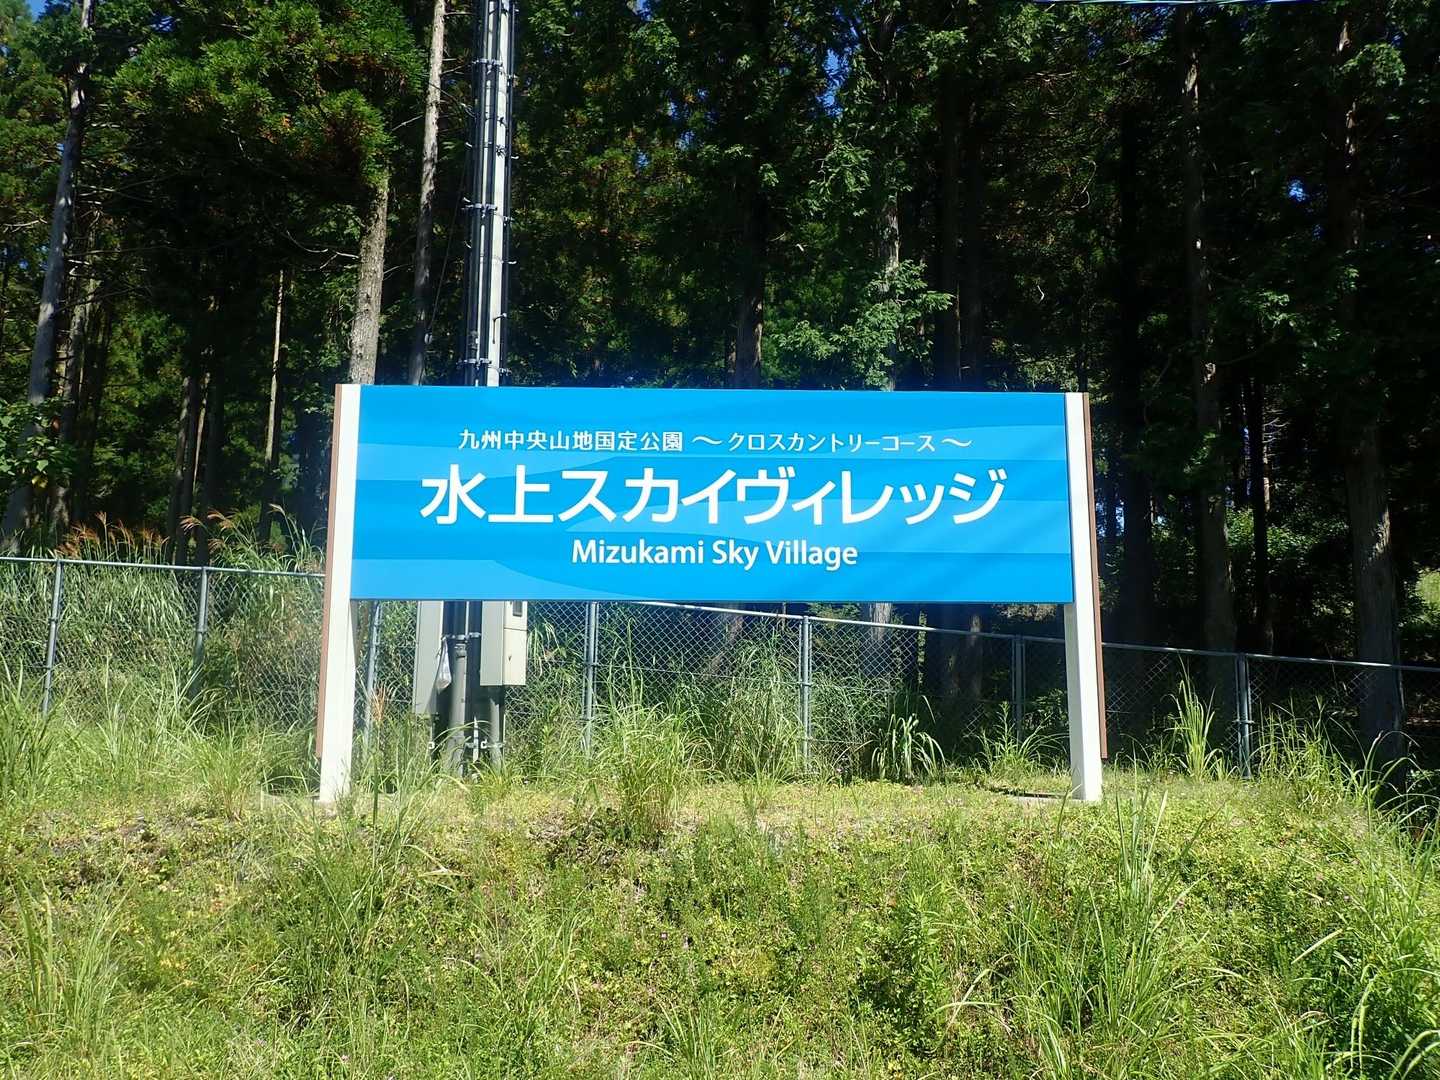 九州中央山地国定公園 〜 クロスカントリーコース 〜
水上スカイヴィレッジ
Mizukami Sky Village